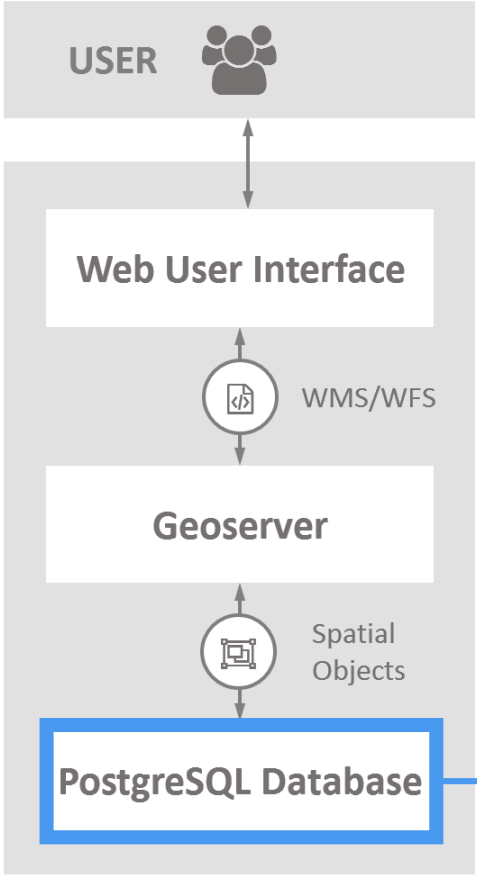 USER
Web User Interface
WMS/WFS
Geoserver
Spatial
Objects
PostgreSQL Database